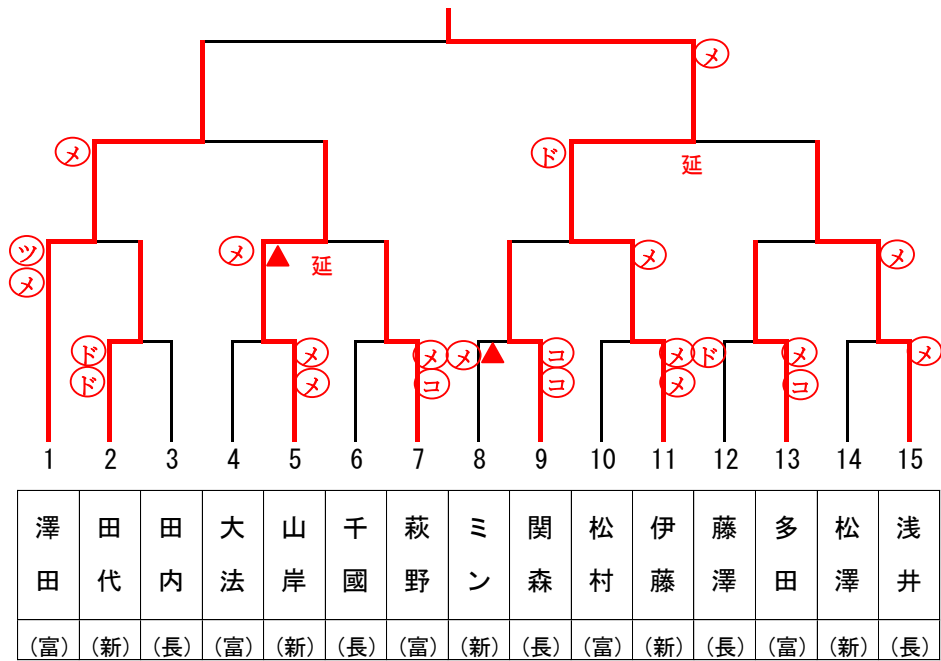 メ
メ ド
延
ツ メ メ メ
延
メ
ド メ メ メ コ メ ド メ メ
ド メ コ コ メ コ
1 2 3 4 5 6 7 8 9 10 11 12 13 14 15
澤田 田代 田内 大法 山岸 千國 萩野 ミン 関森 松村 伊藤 藤澤 多田 松澤 浅井
(富) (新) (長) (富) (新) (長) (富) (新) (長) (富) (新) (長) (富) (新) (長)